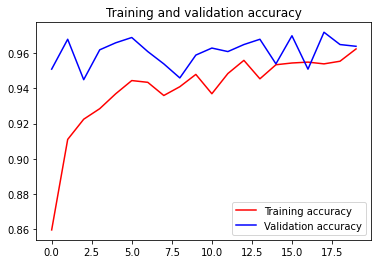 Training and validation accuracy
0.96
0.94
0.92
0.90
0.88
0.86
Training accuracy
Validation accuracy
0.0 2.5 5.0 7.5 10.0 12.5 15.0 17.5